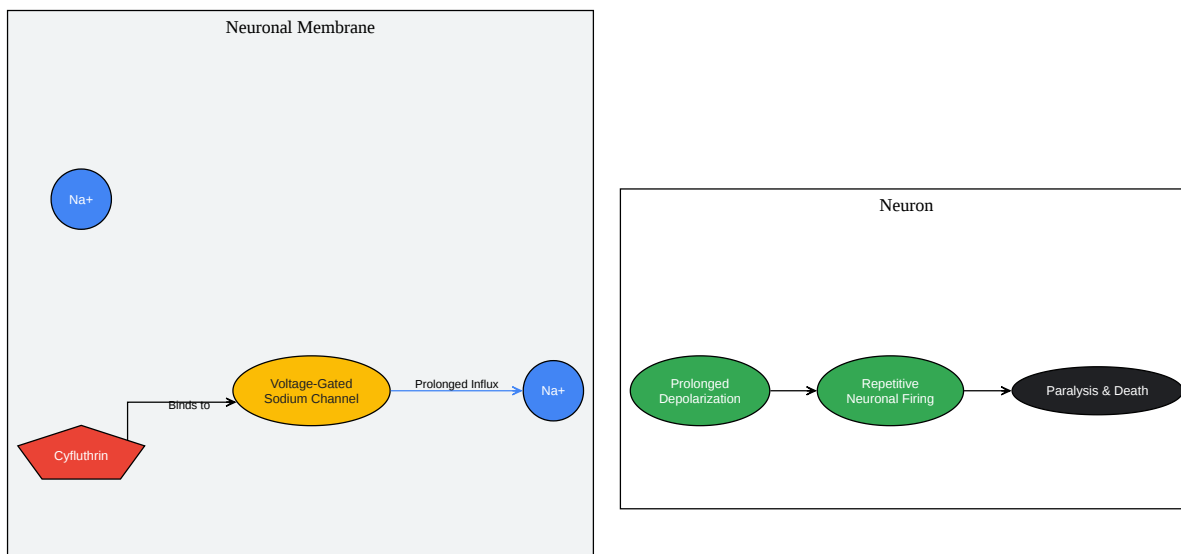 Neuronal Membrane
Na+
Voltage-Gated
Sodium Channel
Prolonged Influx
Na+
Binds to
Cyfluthrin
Neuron
Prolonged
Depolarization
Repetitive
Neuronal Firing
Paralysis & Death